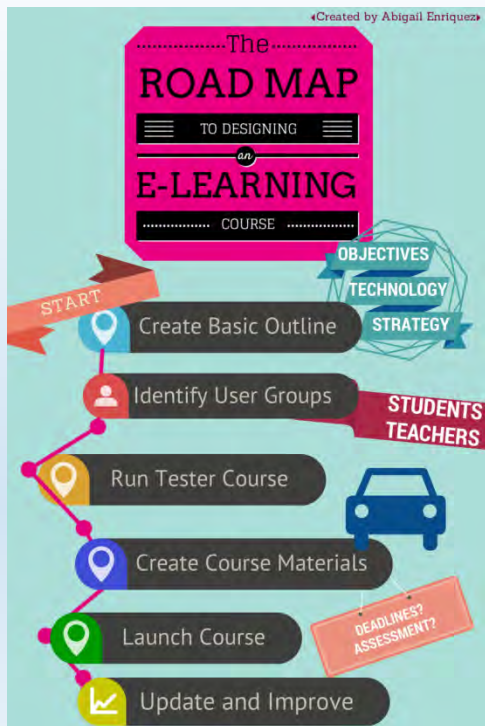 Created by Abigail Enriquez
The
ROAD MAP
TO DESIGNING
an
E-LEARNING
COURSE
OBJECTIVES
TECHNOLOGY
STRATEGY
START
Create Basic Outline
Identify User Groups
STUDENTS
TEACHERS
Run Tester Course
Create Course Materials
DEADLINES?
ASSESSMENT?
Launch Course
Update and Improve